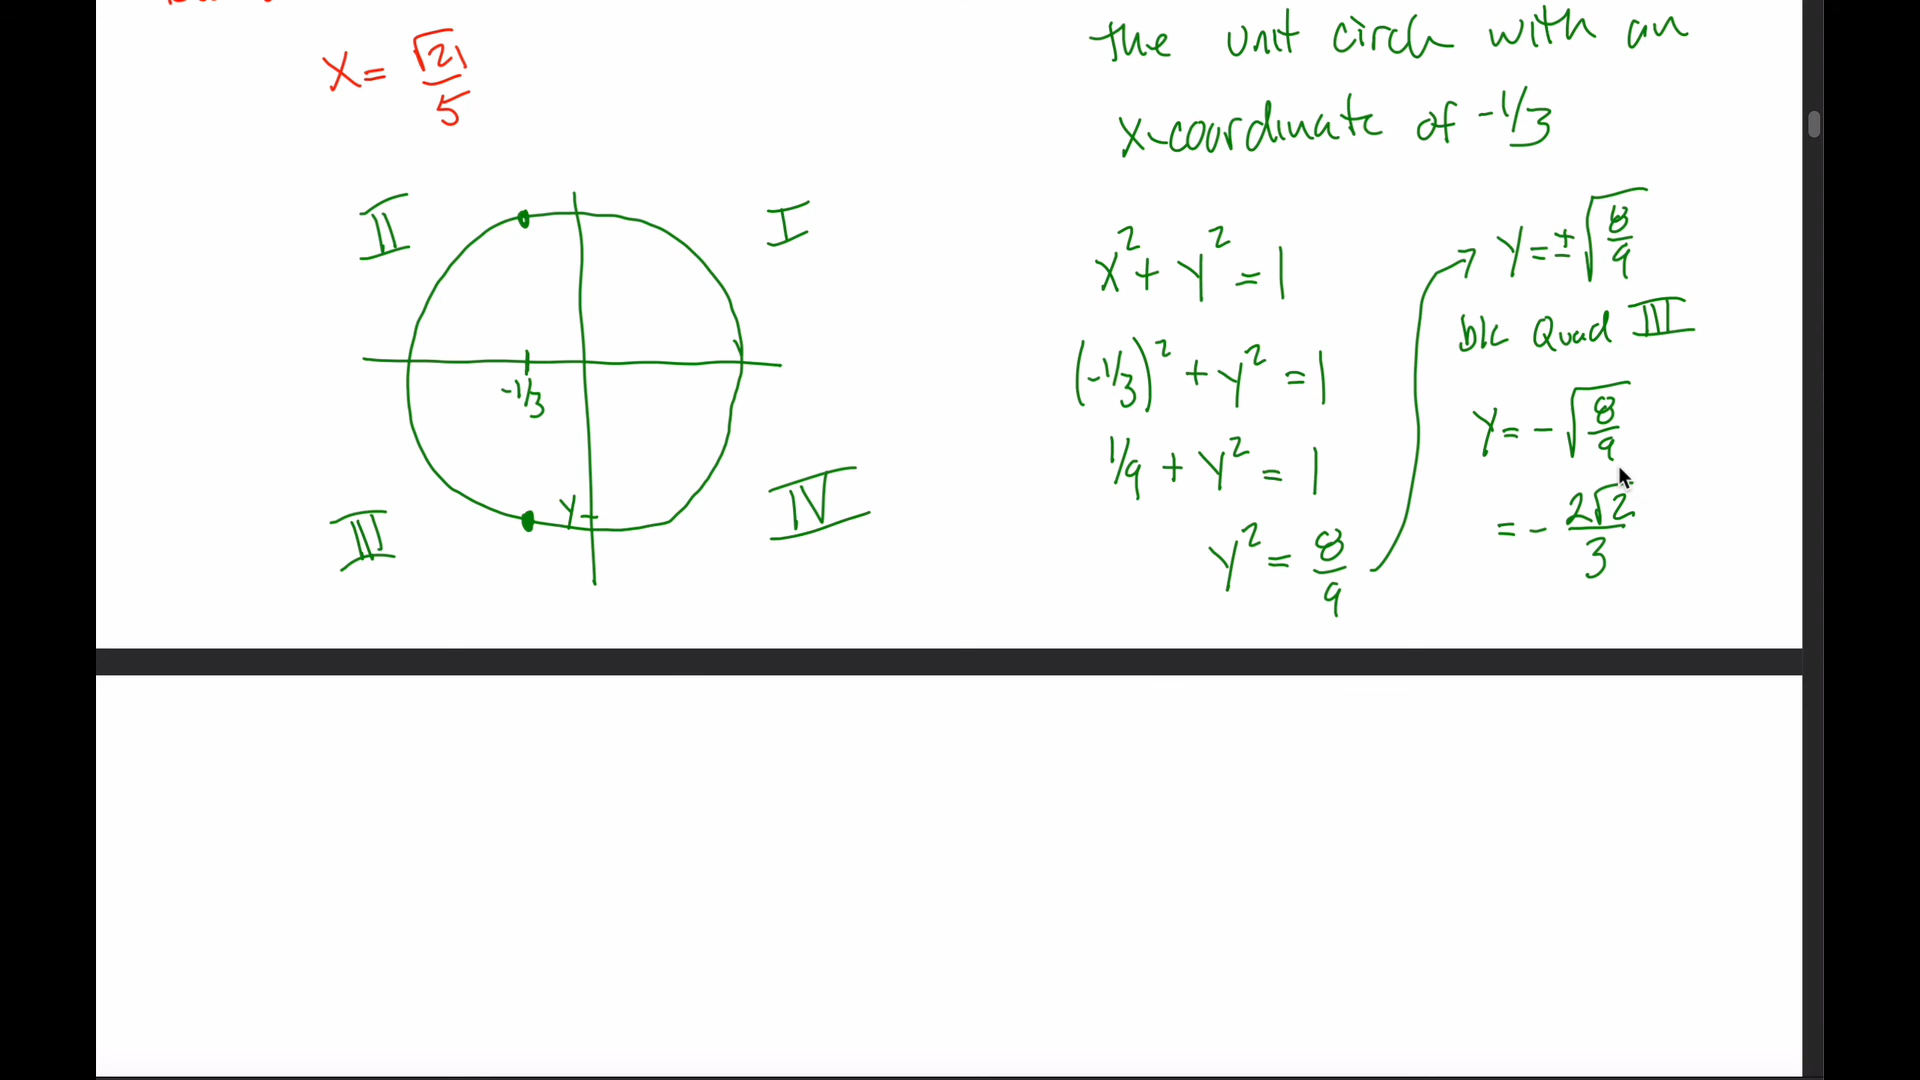 x = √21/5
the unit circle with an
x-coordinate of -1/3
II
I
-1/3
III
IV
y
x² + y² = 1
(-1/3)² + y² = 1
1/9 + y² = 1
y² = 8/9
y = ±√(8/9)
b/c Quad III
y = -√(8/9)
= - 2√2/3